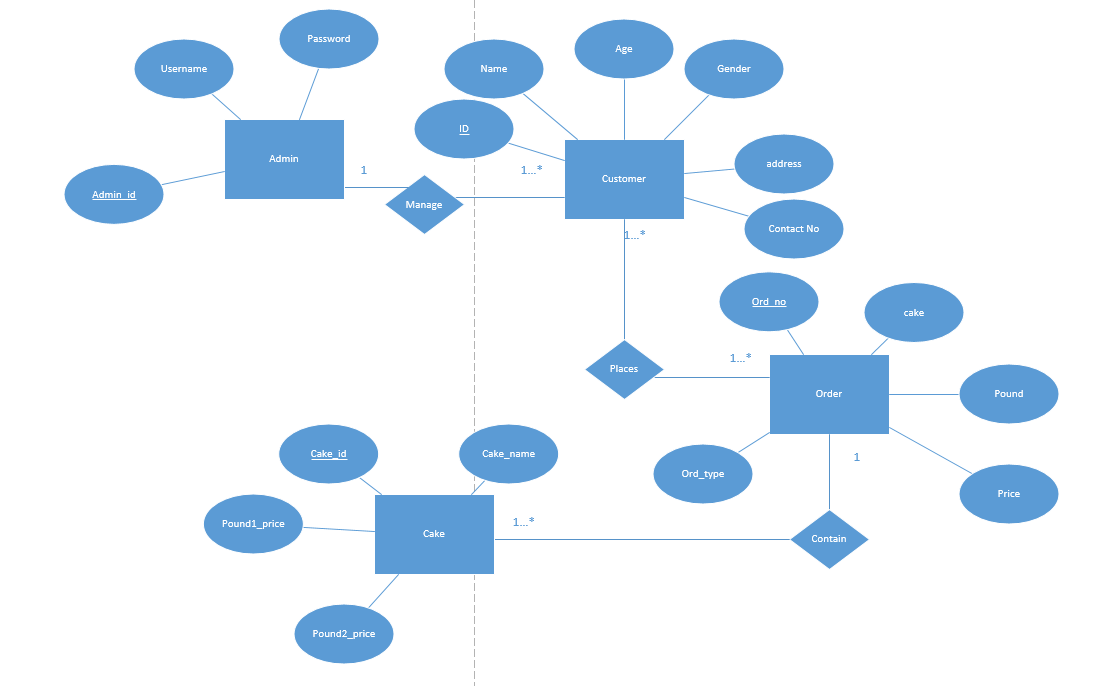 Password
Age
Username
Name
Gender
ID
Admin
address
1
1...*
Customer
Admin_id
Manage
Contact No
1...*
Ord_no
cake
1...*
Places
Order
Pound
Cake_id
Cake_name
1
Ord_type
Price
Pound1_price
1...*
Cake
Contain
Pound2_price